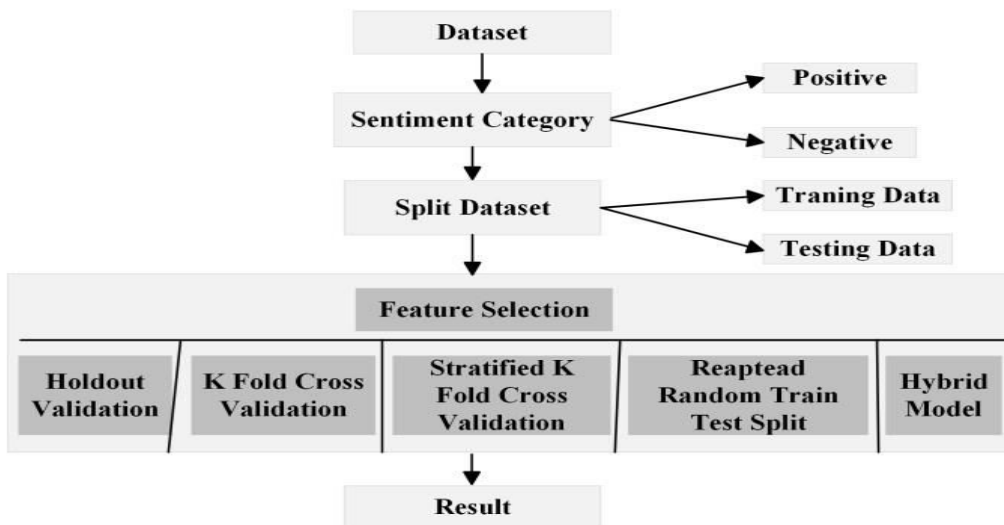 Dataset
Positive
Sentiment Category
Negative
Traning Data
Split Dataset
Testing Data
Feature Selection
Holdout
Validation
K Fold Cross
Validation
Stratified K
Fold Cross
Validation
Reaptead
Random Train
Test Split
Hybrid
Model
Result